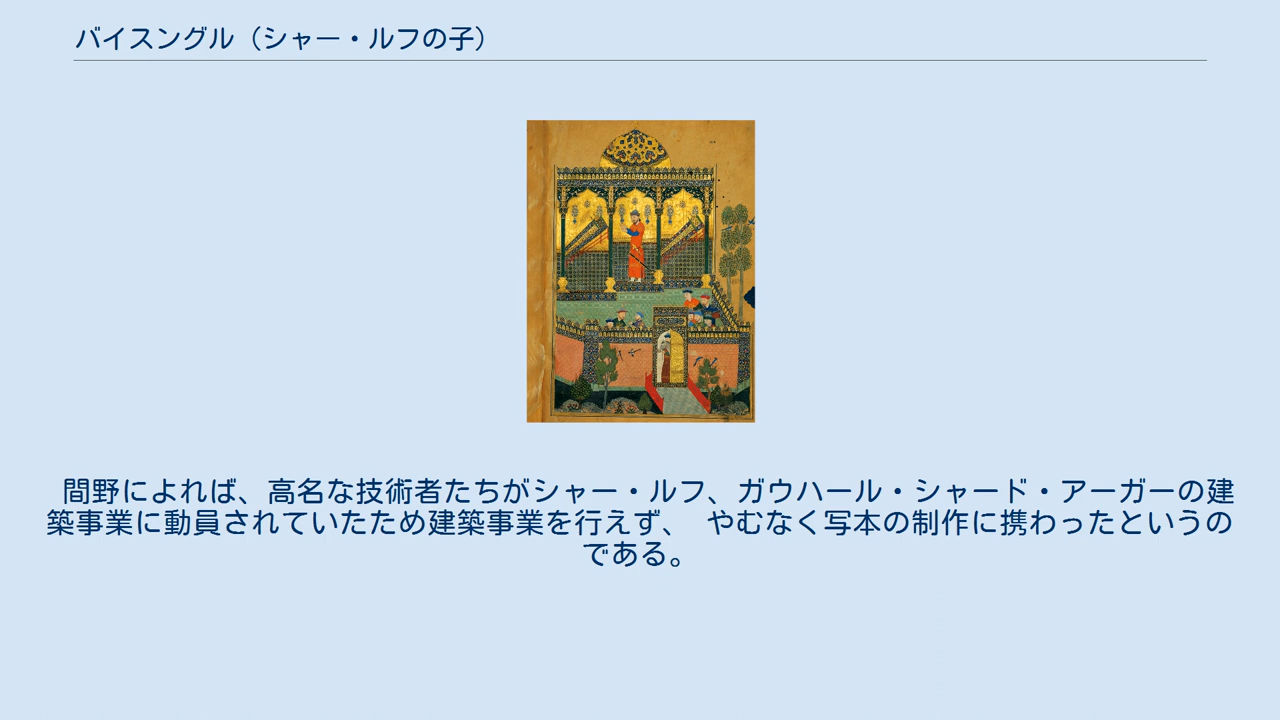 バイスングル（シャー・ルフの子）
間野によれば、高名な技術者たちがシャー・ルフ、ガウハール・シャード・アーガーの建
築事業に動員されていたため建築事業を行えず、 やむなく写本の制作に携わったというの
である。